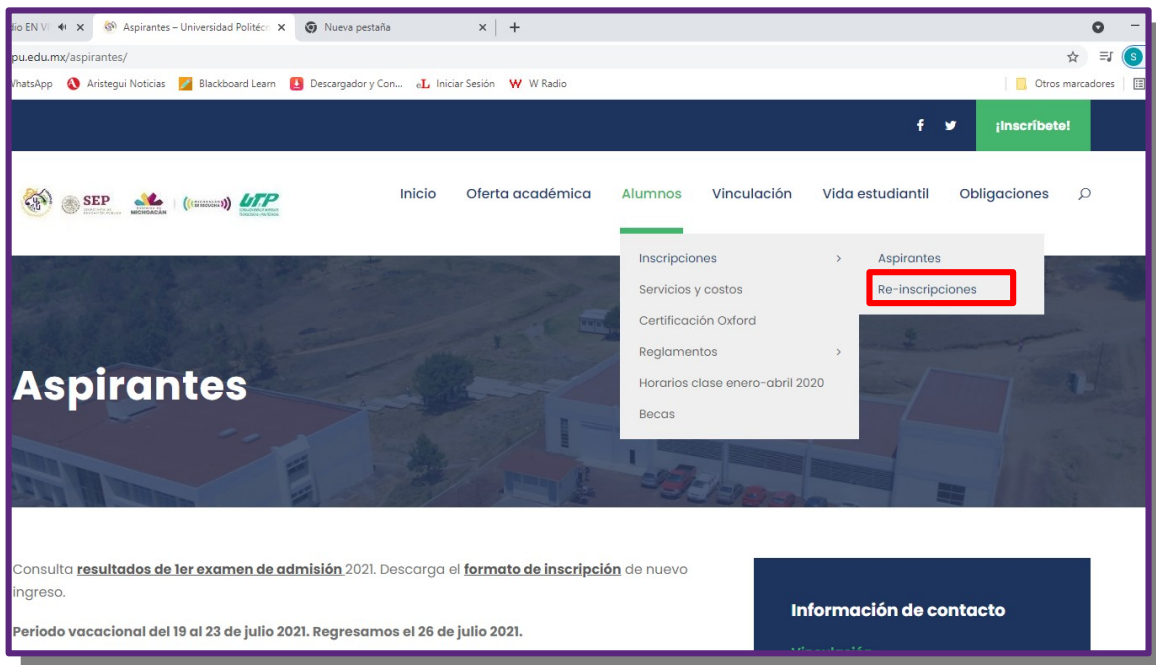 dio EN VI
Aspirantes – Universidad Politécn
Nueva pestaña
pu.edu.mx/aspirantes/
WhatsApp Aristegui Noticias Blackboard Learn Descargador y Con... eL Iniciar Sesión W W Radio Otros marcadores
¡Inscríbete!
SEP MICHOACÁN UTP
Inicio Oferta académica Alumnos Vinculación Vida estudiantil Obligaciones
Inscripciones > Aspirantes
Servicios y costos Re-inscripciones
Certificación Oxford
Reglamentos >
Horarios clase enero-abril 2020
Becas
Aspirantes
Consulta resultados de 1er examen de admisión 2021. Descarga el formato de inscripción de nuevo
ingreso.
Periodo vacacional del 19 al 23 de julio 2021. Regresamos el 26 de julio 2021.
Información de contacto